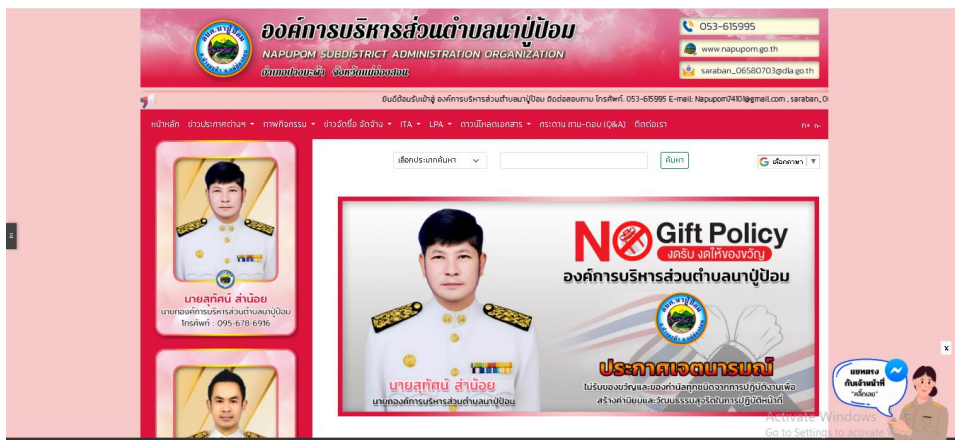 องค์การบริหารส่วนตำบลนาปู่ป้อม
NAPUPOM SUBDISTRICT ADMINISTRATION ORGANIZATION
อำเภอปางมะผ้า จังหวัดแม่ฮ่องสอน
053-615995
www.napupom.go.th
saraban_06580703@dla.go.th
ยินดีต้อนรับเข้าสู่ องค์การบริหารส่วนตำบลนาปู่ป้อม ติดต่อสอบถาม โทรศัพท์. 053-615995 E-mail: Napupom74101@gmail.com , saraban_0
หน้าหลัก ข่าวประกาศต่างๆ ภาพกิจกรรม ข่าวจัดซื้อ จัดจ้าง ITA LPA ดาวน์โหลดเอกสาร กระดาน ถาม-ตอบ (Q&A) ติดต่อเรา
ก+ ก-
เลือกประเภทค้นหา
ค้นหา
เลือกภาษา
นายสุทัศน์ ส่าน้อย
นายกองค์การบริหารส่วนตำบลนาปู่ป้อม
โทรศัพท์ : 095-678-6916
NO Gift Policy
งดรับ งดให้ของขวัญ
องค์การบริหารส่วนตำบลนาปู่ป้อม
ประกาศเจตนารมณ์
ไม่รับของขวัญและของกำนัลทุกชนิดจากการปฏิบัติงานเพื่อ
สร้างค่านิยมและวัฒนธรรมสุจริตในการปฏิบัติหน้าที่
นายสุทัศน์ ส่าน้อย
นายกองค์การบริหารส่วนตำบลนาปู่ป้อม
x
แชทตรง
กับเจ้าหน้าที่
"คลิ๊กเลย"
Activate Windows
Go to Settings to activate